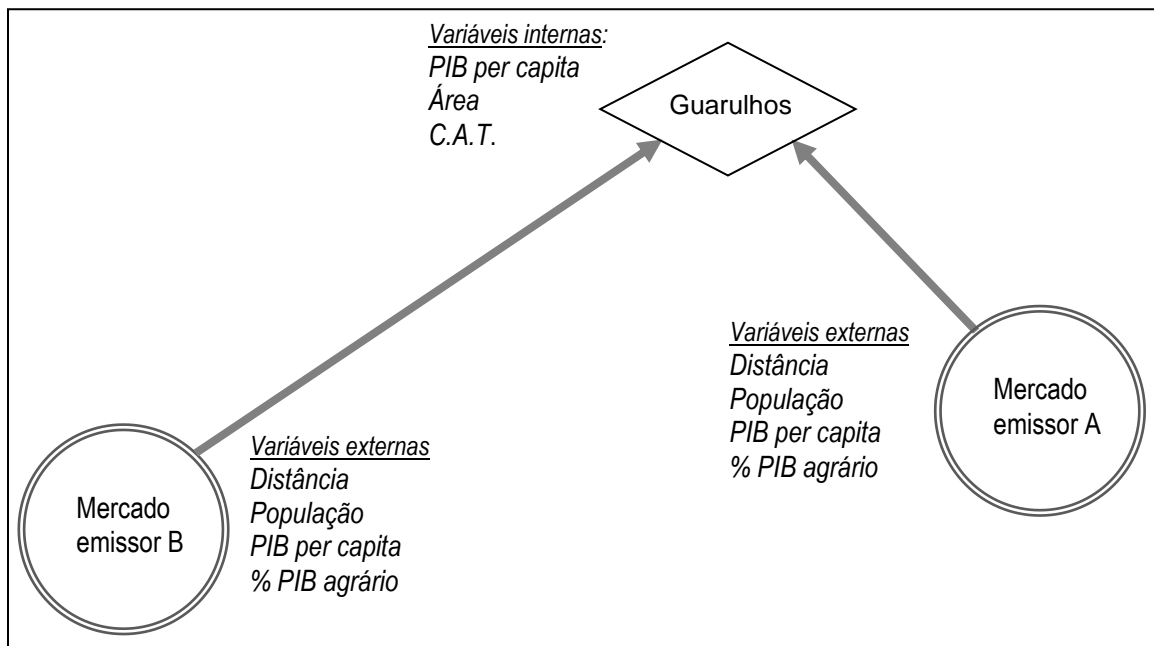 Variáveis internas:
PIB per capita
Área
C.A.T.
Guarulhos
Variáveis externas
Distância
População
PIB per capita
% PIB agrário
Mercado
emissor A
Variáveis externas
Distância
População
PIB per capita
% PIB agrário
Mercado
emissor B